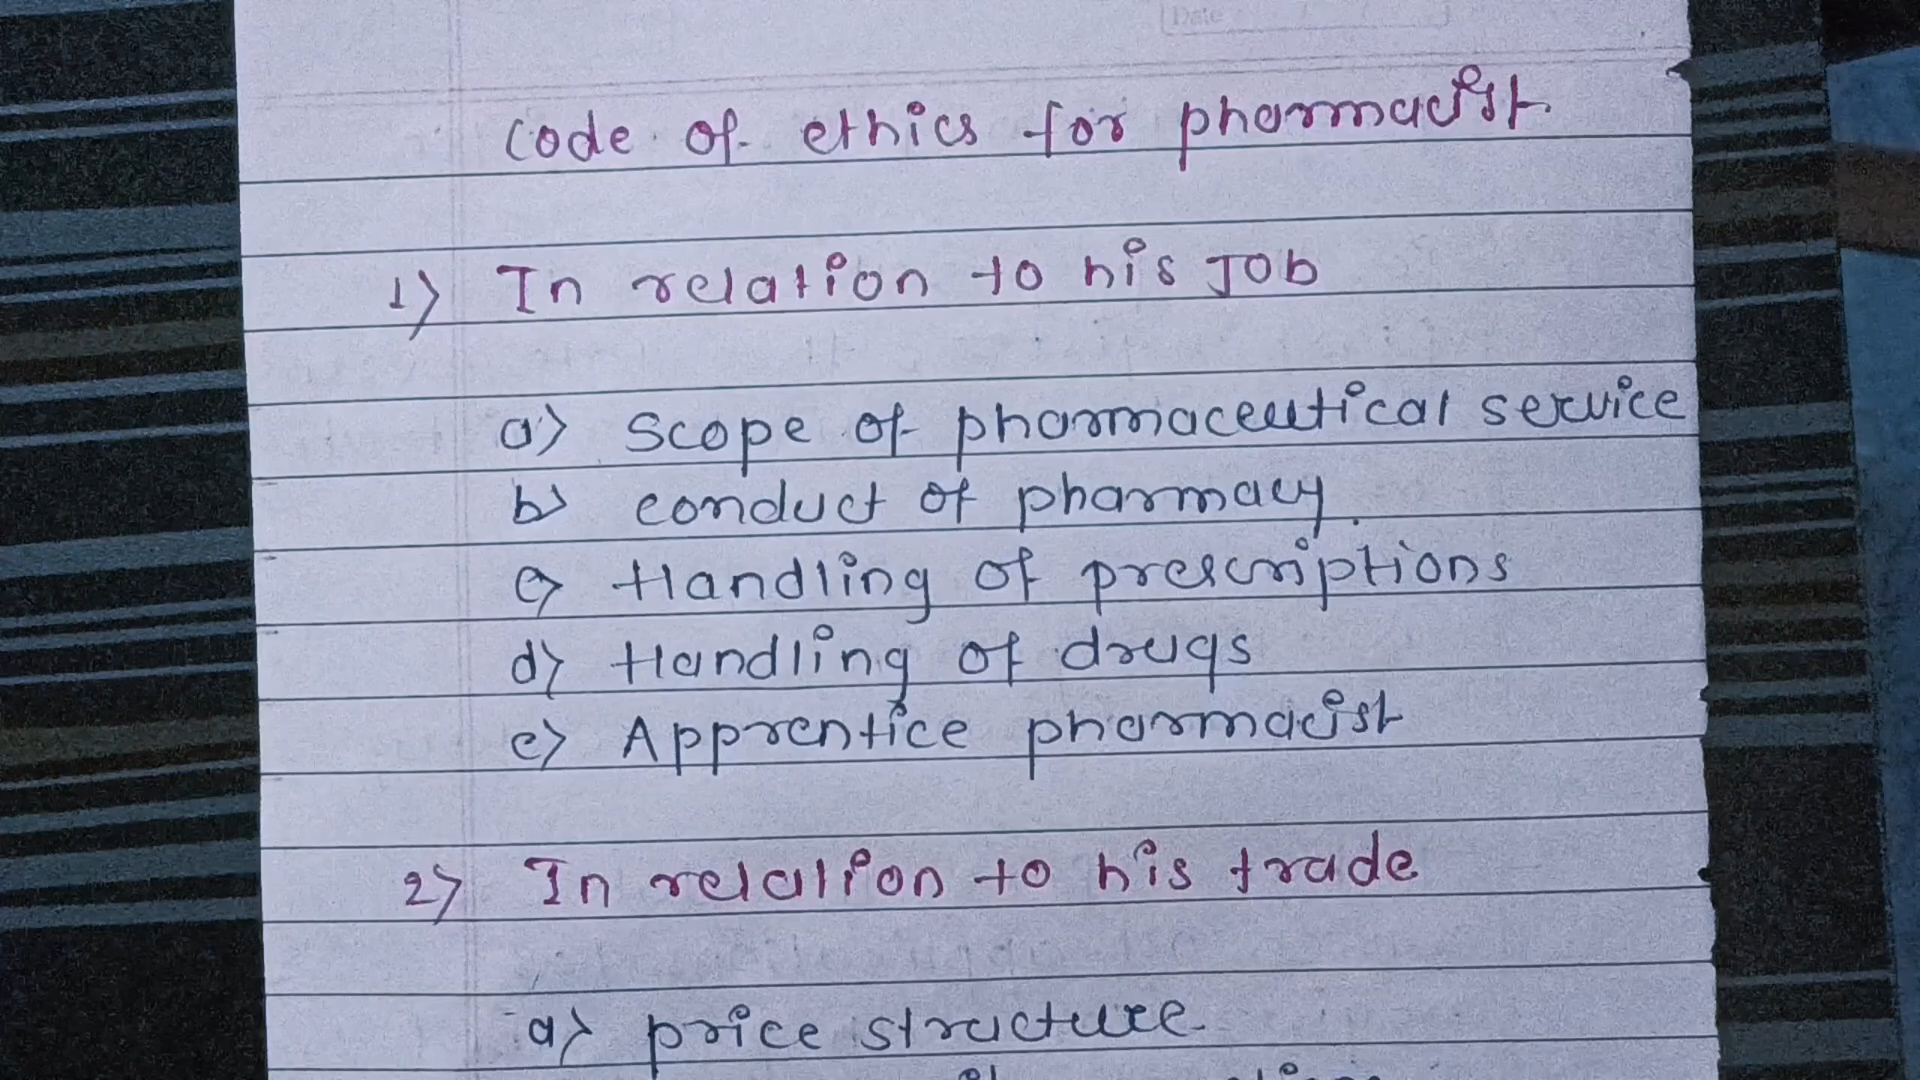 Date
code of ethics for pharmacist.
1) In relation to his JOb
a) scope of pharmaceutical service
b) conduct of pharmacy.
c) Handling of prescriptions
d) Handling of drugs
e) Apprentice pharmacist
2) In relation to his trade
a) price structure